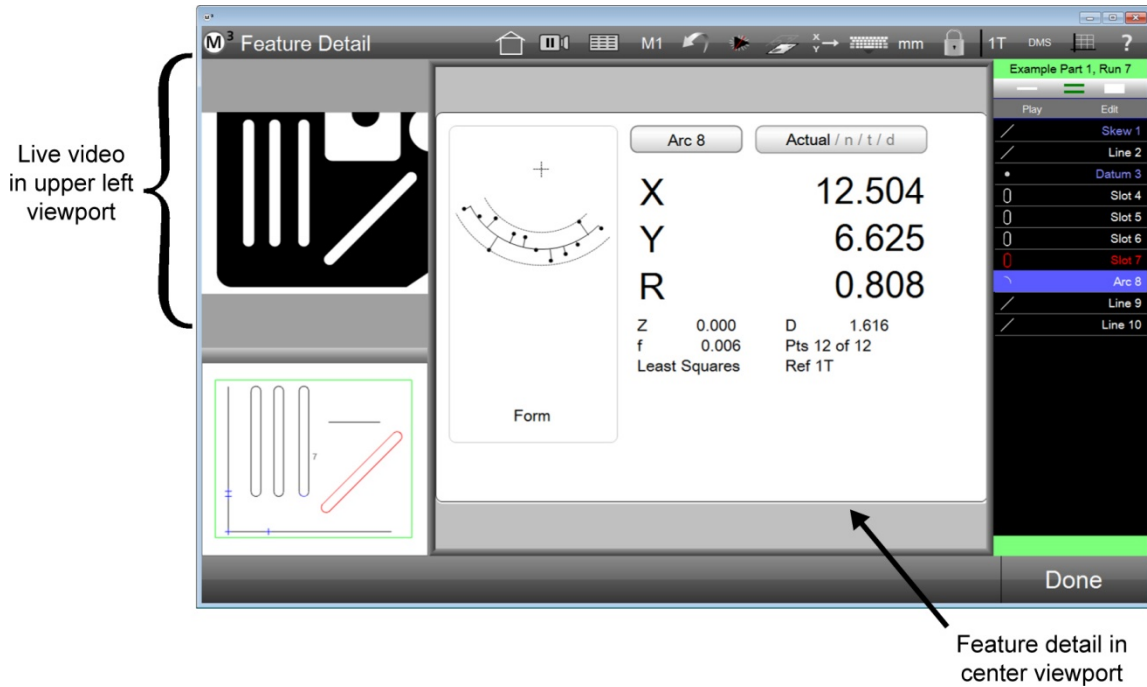 Live video
in upper left
viewport
M3 Feature Detail
M1
X
Y
mm
1T
DMS
?
Example Part 1, Run 7
Play Edit
Skew 1
Line 2
Datum 3
Slot 4
Slot 5
Slot 6
Slot 7
Arc 8
Line 9
Line 10
Arc 8 Actual / n / t / d
X 12.504
Y 6.625
R 0.808
Z 0.000 D 1.616
f 0.006 Pts 12 of 12
Least Squares Ref 1T
Form
7
Done
Feature detail in
center viewport